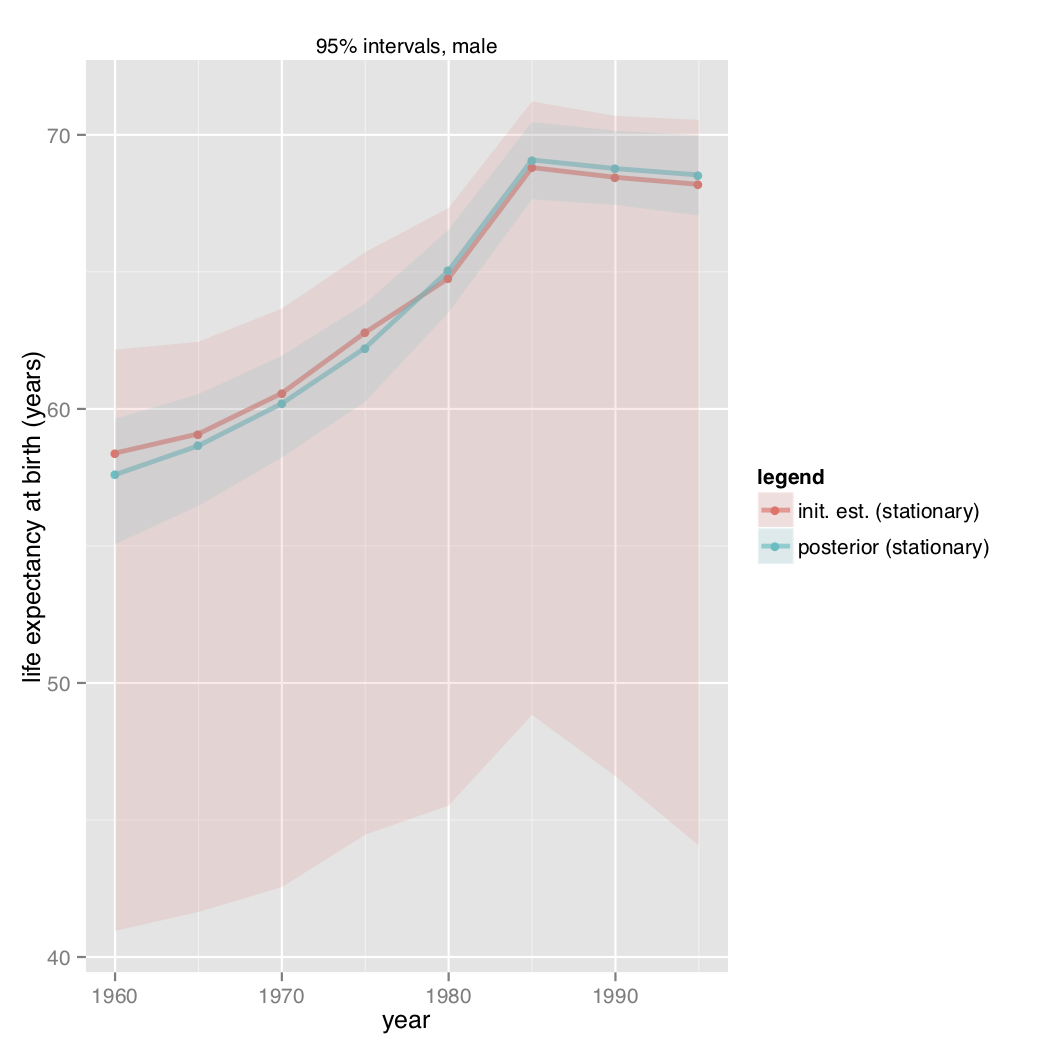 95% intervals, male
70
60
50
40
life expectancy at birth (years)
1960 1970 1980 1990
year
legend
init. est. (stationary)
posterior (stationary)